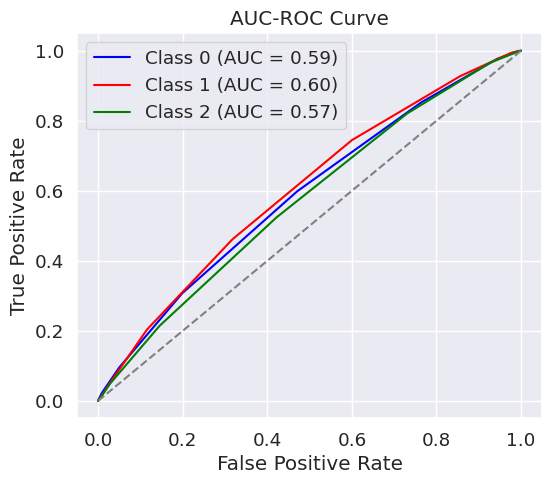 AUC-ROC Curve
Class 0 (AUC = 0.59)
Class 1 (AUC = 0.60)
Class 2 (AUC = 0.57)
True Positive Rate
1.0
0.8
0.6
0.4
0.2
0.0
0.0 0.2 0.4 0.6 0.8 1.0
False Positive Rate